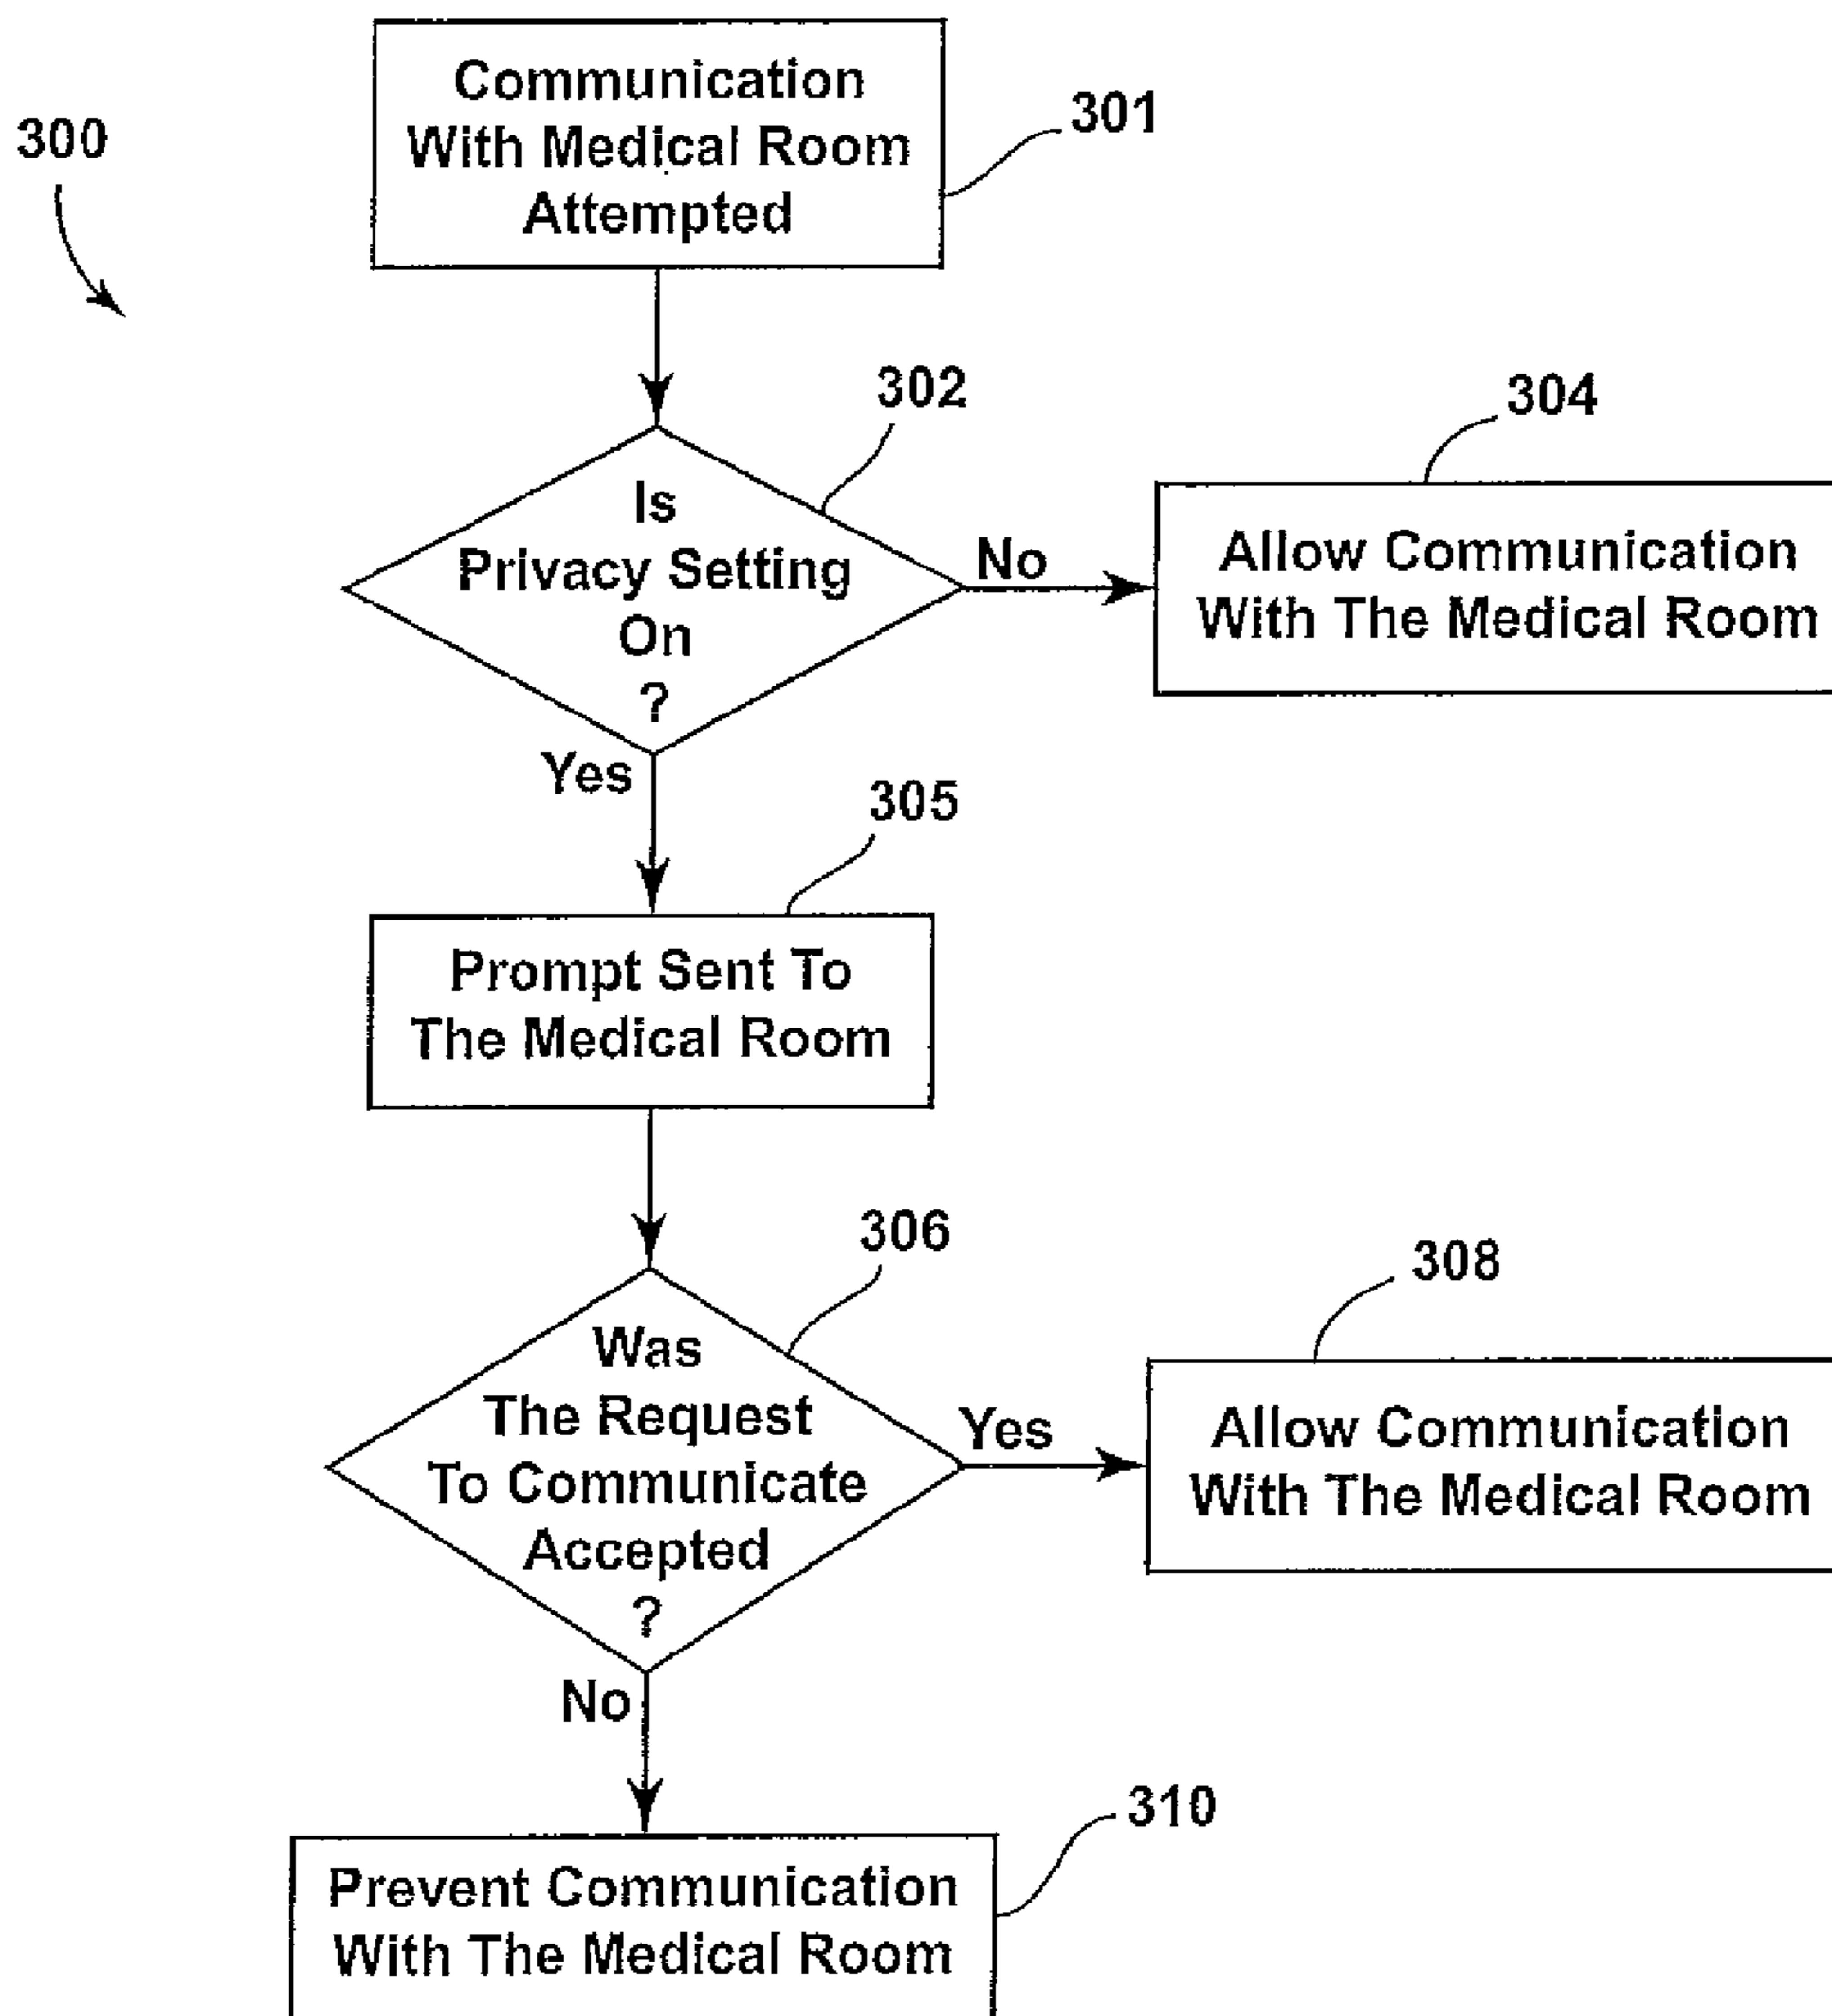 300
Communication
With Medical Room
Attempted
301
302
Is
Privacy Setting
On
?
No
304
Allow Communication
With The Medical Room
Yes
305
Prompt Sent To
The Medical Room
306
Was
The Request
To Communicate
Accepted
?
Yes
308
Allow Communication
With The Medical Room
No
310
Prevent Communication
With The Medical Room